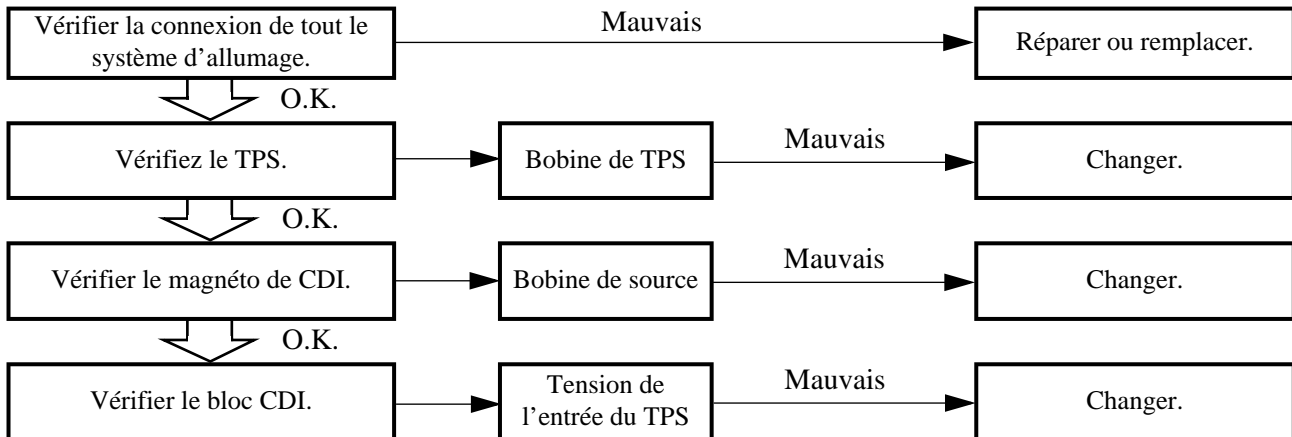 Vérifier la connexion de tout le
système d'allumage.
Mauvais
Réparer ou remplacer.
O.K.
Vérifiez le TPS.
Bobine de TPS
Mauvais
Changer.
O.K.
Vérifier le magnéto de CDI.
Bobine de source
Mauvais
Changer.
O.K.
Vérifier le bloc CDI.
Tension de
l'entrée du TPS
Mauvais
Changer.